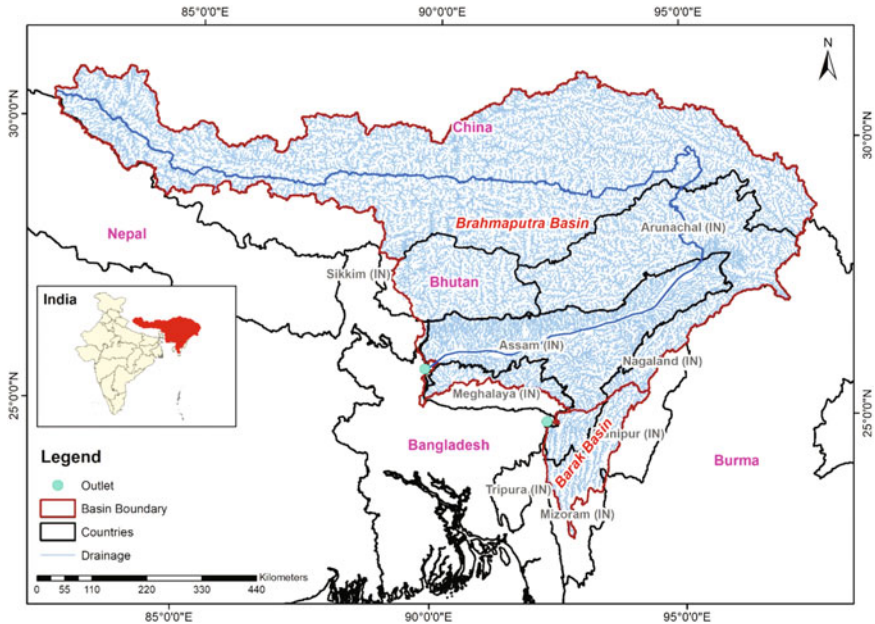 85°0'0"E 90°0'0"E 95°0'0"E
N
30°0'0"N
30°0'0"N
China
Brahmaputra Basin
Arunachal (IN)
Nepal
Sikkim (IN)
Bhutan
India
Assam (IN)
Nagaland (IN)
25°0'0"N
25°0'0"N
Meghalaya (IN)
Bangladesh
Barak Basin
nipur (IN)
Burma
Tripura (IN)
Mizoram (IN)
Legend
Outlet
Basin Boundary
Countries
Drainage
Kilometers
0 55 110 220 330 440
85°0'0"E 90°0'0"E 95°0'0"E